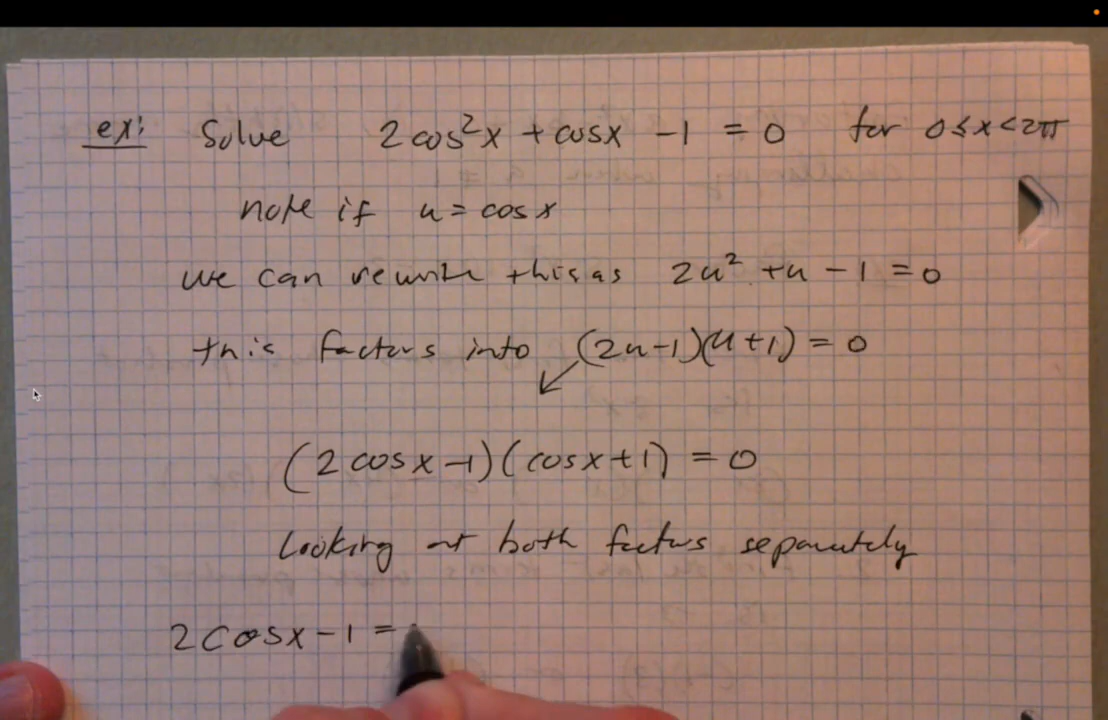 ex: Solve 2cos²x + cosx - 1 = 0 for 0≤x<2π
note if u = cosx
we can rewrite this as 2u² + u - 1 = 0
this factors into (2u-1)(u+1) = 0
(2cosx-1)(cosx+1) = 0
Looking at both factors separately
2cosx-1 =